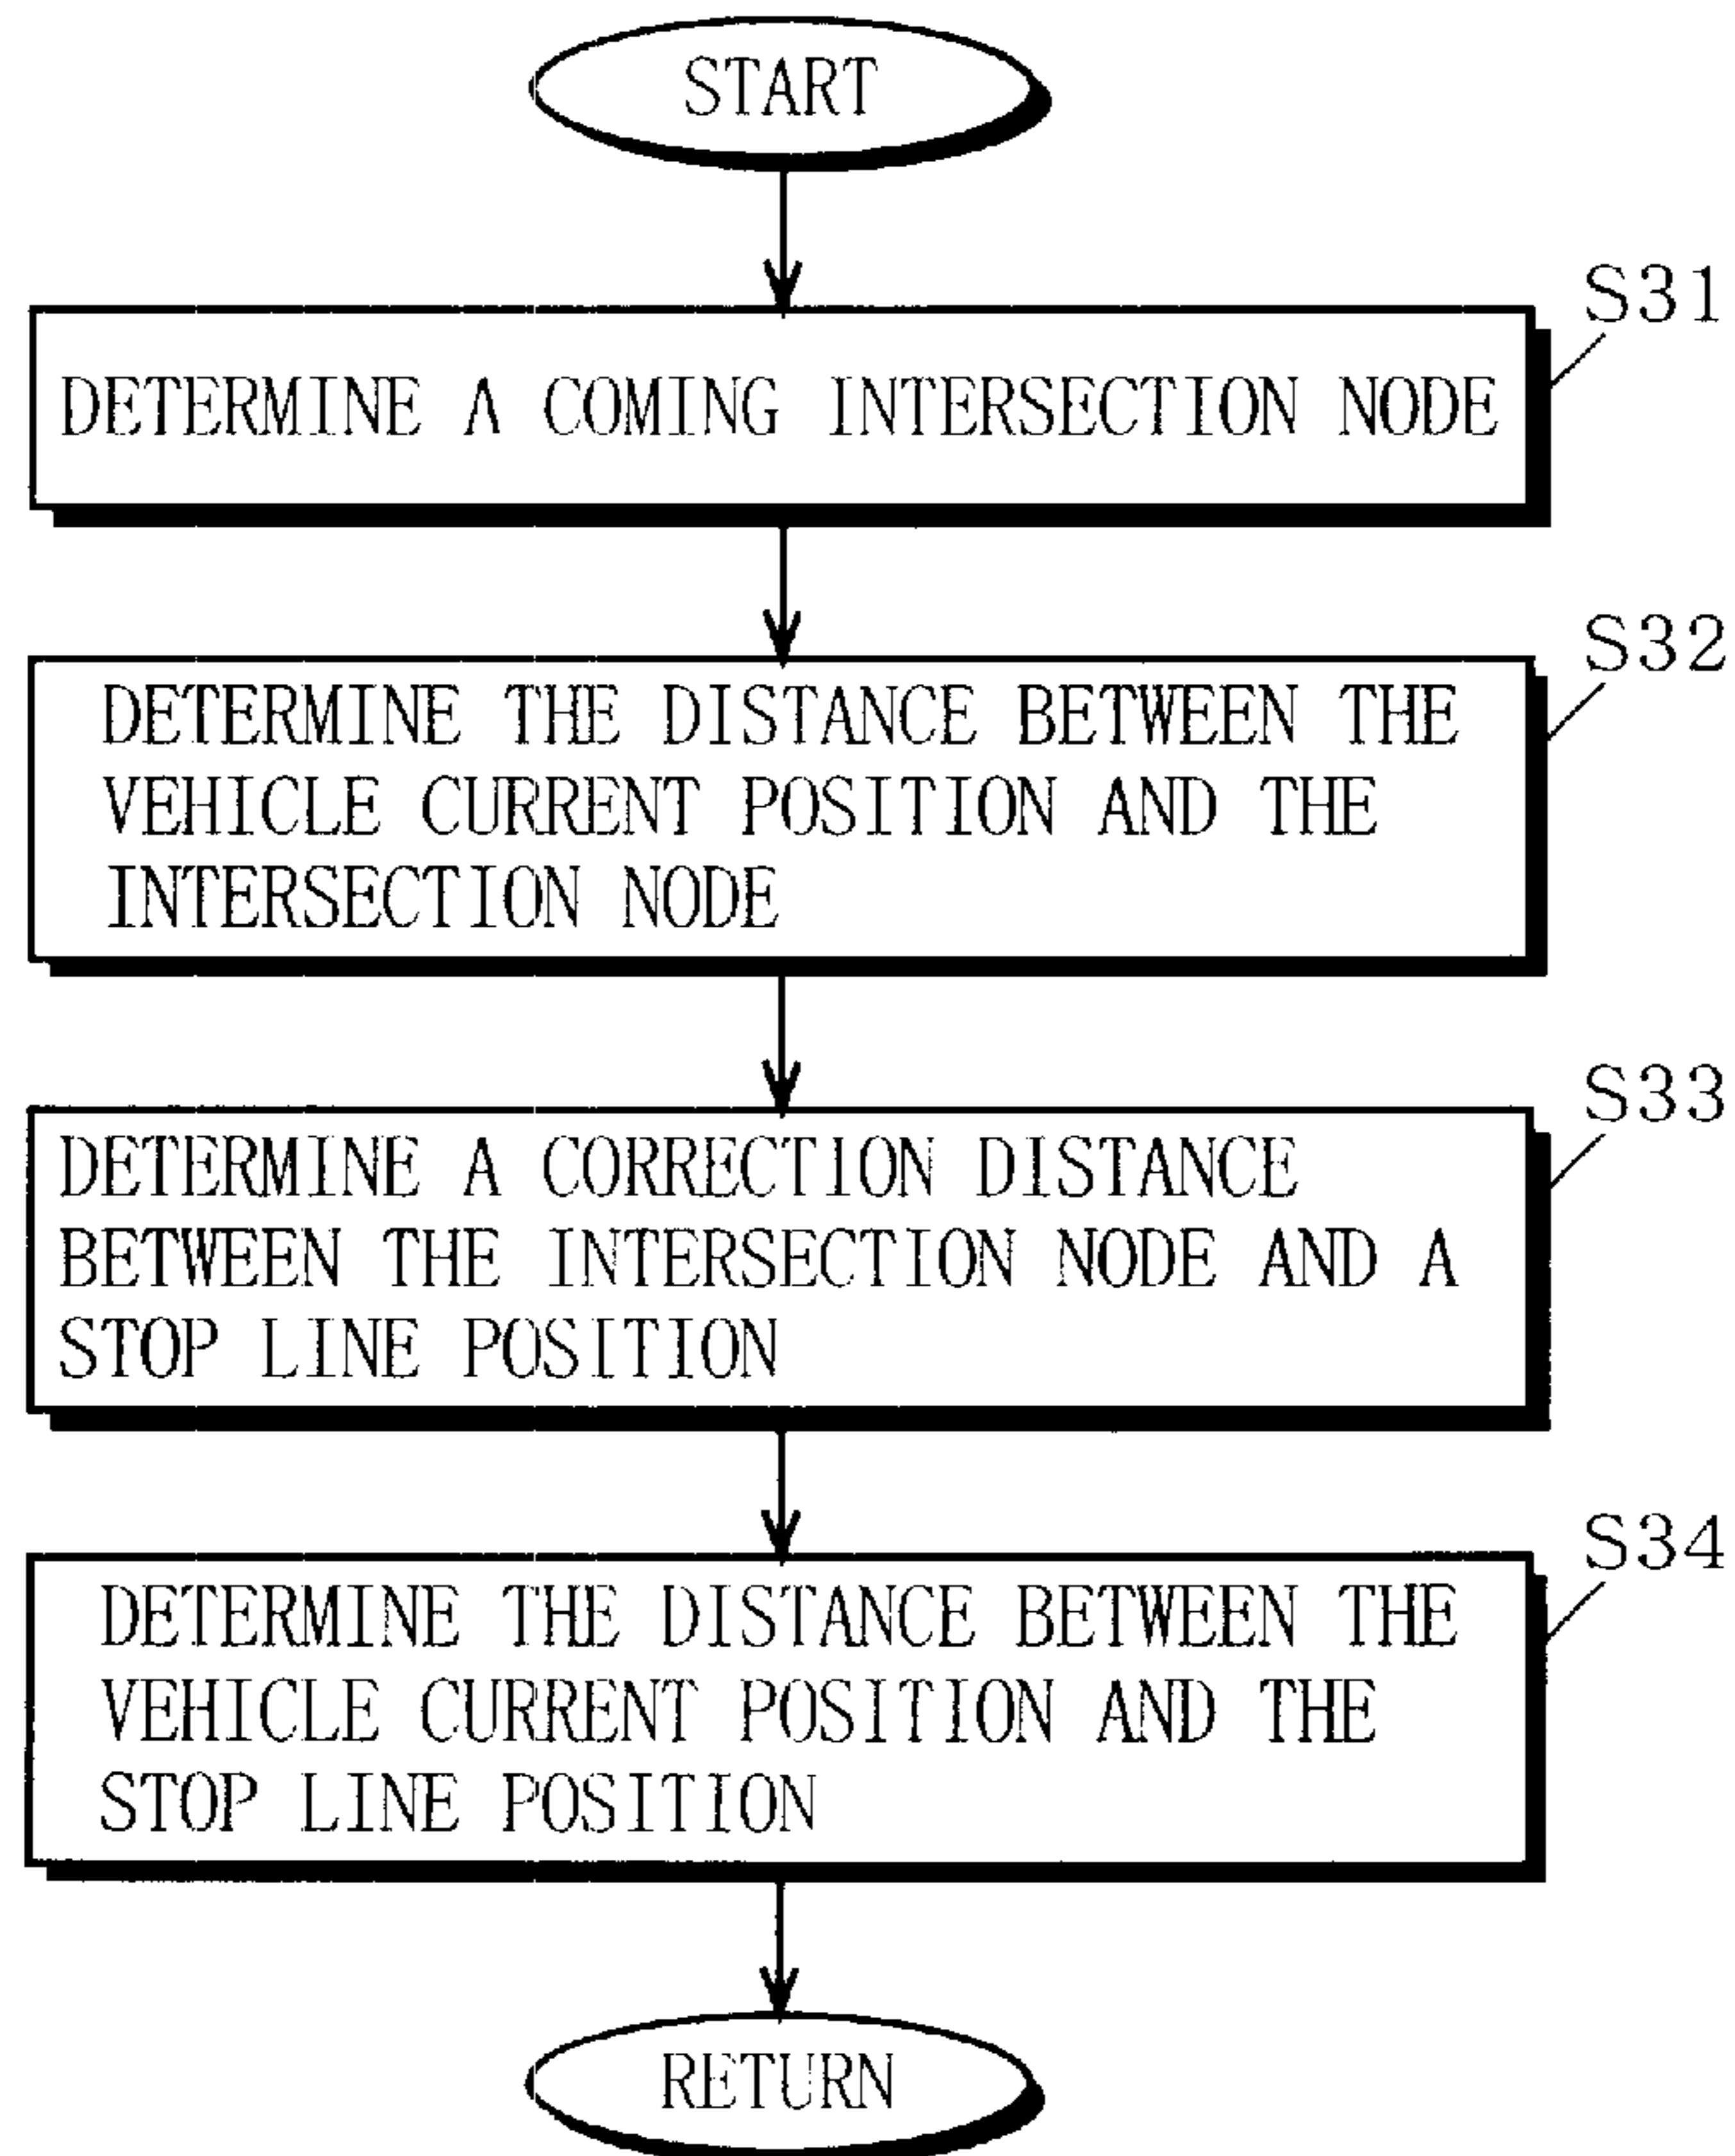 START
S31
DETERMINE A COMING INTERSECTION NODE
S32
DETERMINE THE DISTANCE BETWEEN THE
VEHICLE CURRENT POSITION AND THE
INTERSECTION NODE
S33
DETERMINE A CORRECTION DISTANCE
BETWEEN THE INTERSECTION NODE AND A
STOP LINE POSITION
S34
DETERMINE THE DISTANCE BETWEEN THE
VEHICLE CURRENT POSITION AND THE
STOP LINE POSITION
RETURN